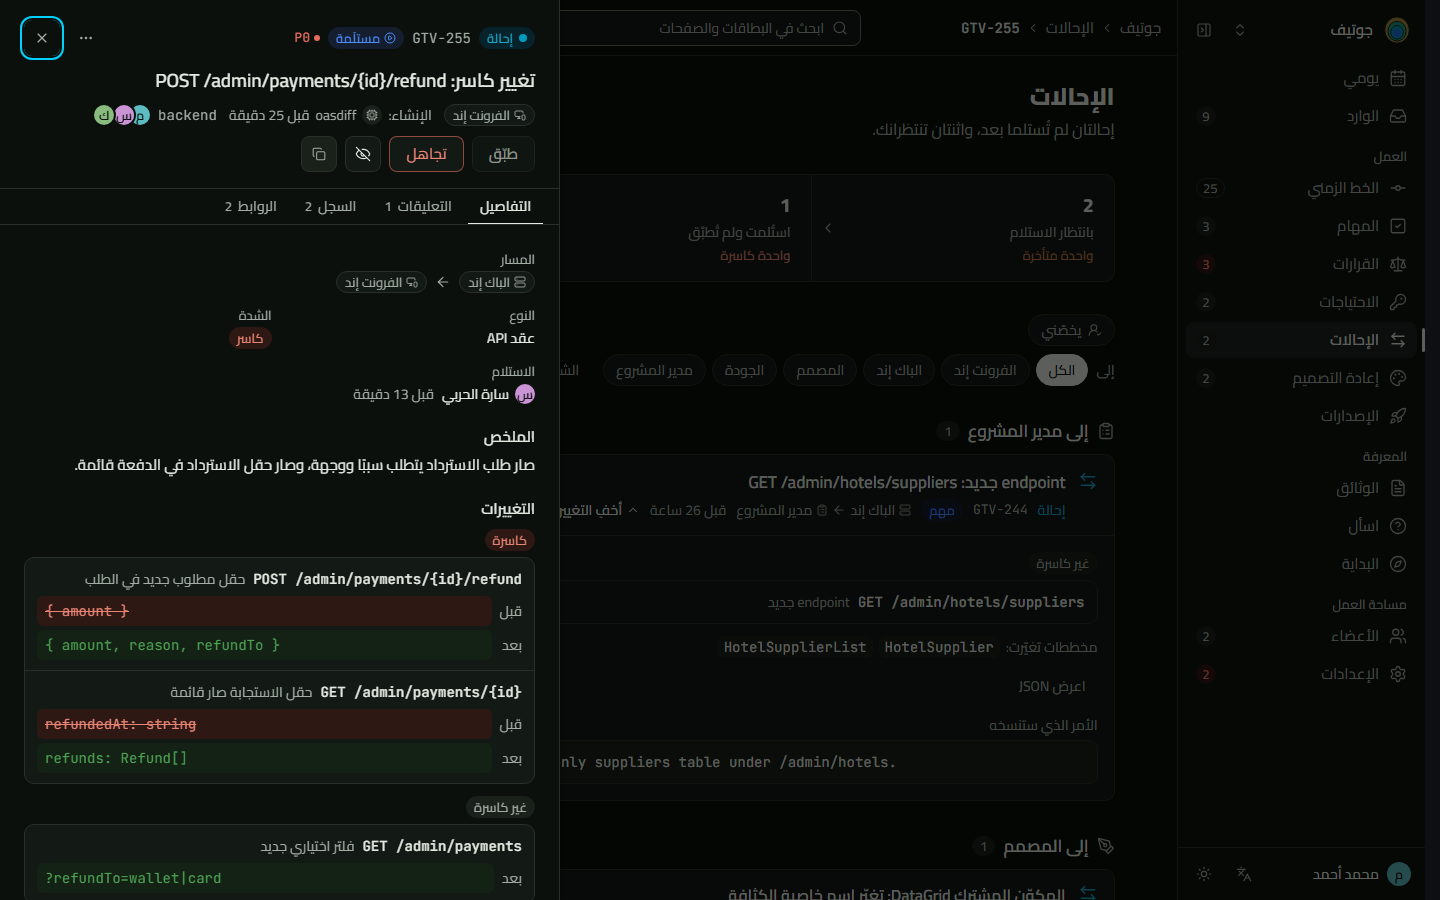 إحالة
GTV-255
مستلَمة
P0
تغيير كاسر: POST /admin/payments/{id}/refund
الفرونت إند
الإنشاء: oasdiff قبل 25 دقيقة
backend
م
س
ك
طبّق
تجاهل
التفاصيل
التعليقات 1
السجل 2
الروابط 2
المسار
الباك إند ← الفرونت إند
النوع
الشدة
عقد API
كاسر
الاستلام
س سارة الحربي قبل 13 دقيقة
الملخص
صار طلب الاسترداد يتطلب سببًا ووجهة، وصار حقل الاسترداد في الدفعة قائمة.
التغييرات
كاسرة
POST /admin/payments/{id}/refund حقل مطلوب جديد في الطلب
قبل { amount }
بعد { amount, reason, refundTo }
GET /admin/payments/{id} حقل الاستجابة صار قائمة
قبل refundedAt: string
بعد refunds: Refund[]
غير كاسرة
GET /admin/payments فلتر اختياري جديد
بعد ?refundTo=wallet|card
جوتيف
الإحالات
GTV-255
ابحث في البطاقات والصفحات
الإحالات
إحالتان لم تُستلما بعد، واثنتان تنتظرانك.
2
بانتظار الاستلام
واحدة متأخرة
1
استُلمت ولم تُطبّق
واحدة كاسرة
يخصّني
إلى
الكل
الفرونت إند
الباك إند
المصمم
الجودة
مدير المشروع
إلى مدير المشروع 1
endpoint جديد: GET /admin/hotels/suppliers
إحالة GTV-244 مهم الباك إند ← مدير المشروع قبل 26 ساعة
غير كاسرة
GET /admin/hotels/suppliers endpoint جديد
مخططات تغيّرت: HotelSupplier HotelSupplierList
اعرض JSON
الأمر الذي ستنسخه
suppliers table under /admin/hotels.
إلى المصمم 1
المكوّن المشترك DataGrid: تغيّر اسم خاصية الكثافة
جوتيف
يومي
الوارد 9
العمل
الخط الزمني 25
المهام 3
القرارات 3
الاحتياجات 2
الإحالات 2
إعادة التصميم 2
الإصدارات
المعرفة
الوثائق
اسأل
البداية
مساحة العمل
الأعضاء 2
الإعدادات 2
م محمد أحمد